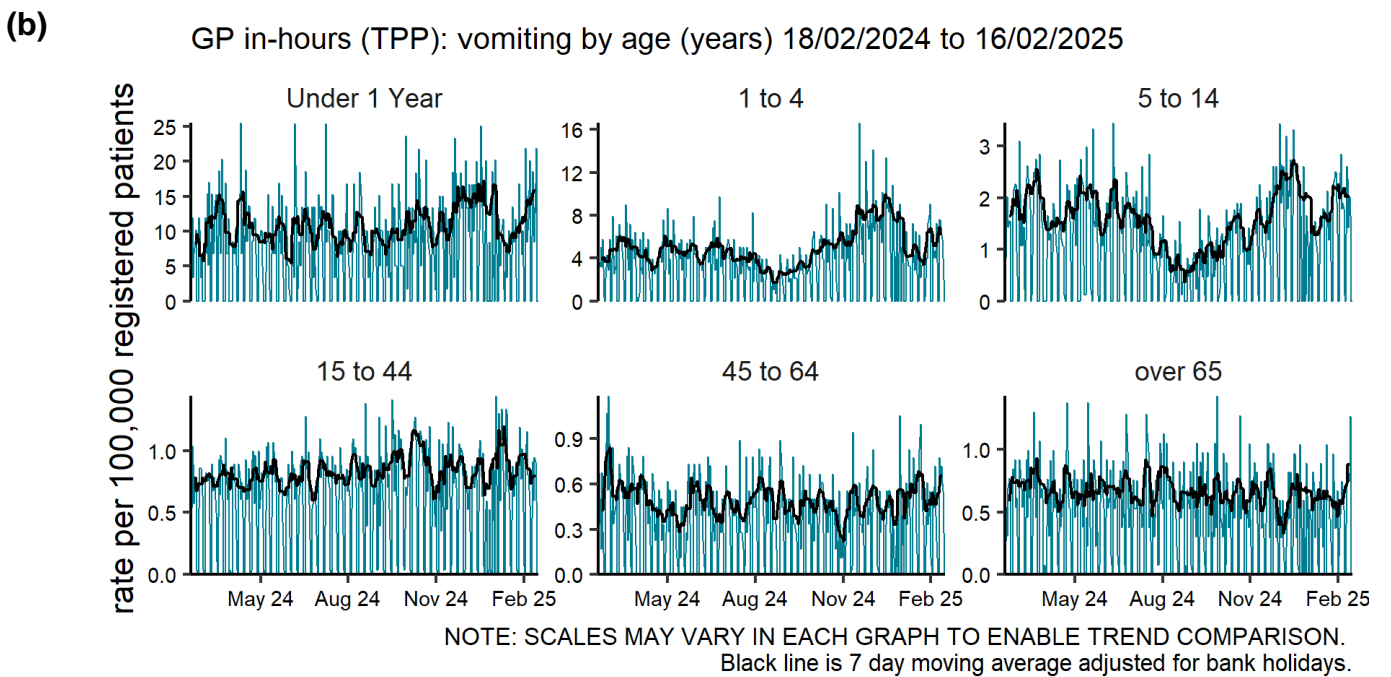 (b)
GP in-hours (TPP): vomiting by age (years) 18/02/2024 to 16/02/2025
rate per 100,000 registered patients
Under 1 Year
25
20
15
10
5
0
1 to 4
16
12
8
4
0
5 to 14
3
2
1
0
15 to 44
1.0
0.5
0.0
May 24 Aug 24 Nov 24 Feb 25
45 to 64
0.9
0.6
0.3
0.0
May 24 Aug 24 Nov 24 Feb 25
over 65
1.0
0.5
0.0
May 24 Aug 24 Nov 24 Feb 25
NOTE: SCALES MAY VARY IN EACH GRAPH TO ENABLE TREND COMPARISON.
Black line is 7 day moving average adjusted for bank holidays.